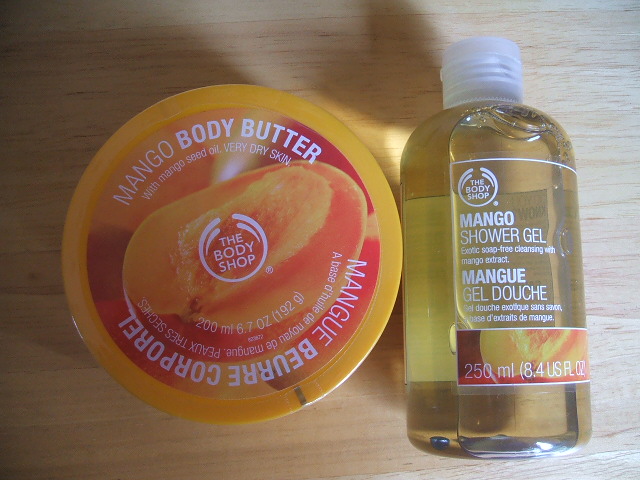 MANGO BODY BUTTER
With mango seed oil. VERY DRY SKIN
THE
BODY
SHOP
®
200 ml 6.7 OZ (192 g)
A base d'huile de noyau de mangue. PEAUX TRÈS SÈCHES
MANGUE BEURRE CORPOREL
THE
BODY
SHOP
®
MANGO
SHOWER GEL
Exotic soap-free cleansing with
mango extract.
MANGUE
GEL DOUCHE
Gel douche exotique sans savon,
à base d'extraits de mangue.
250 ml (8.4 US FL OZ)